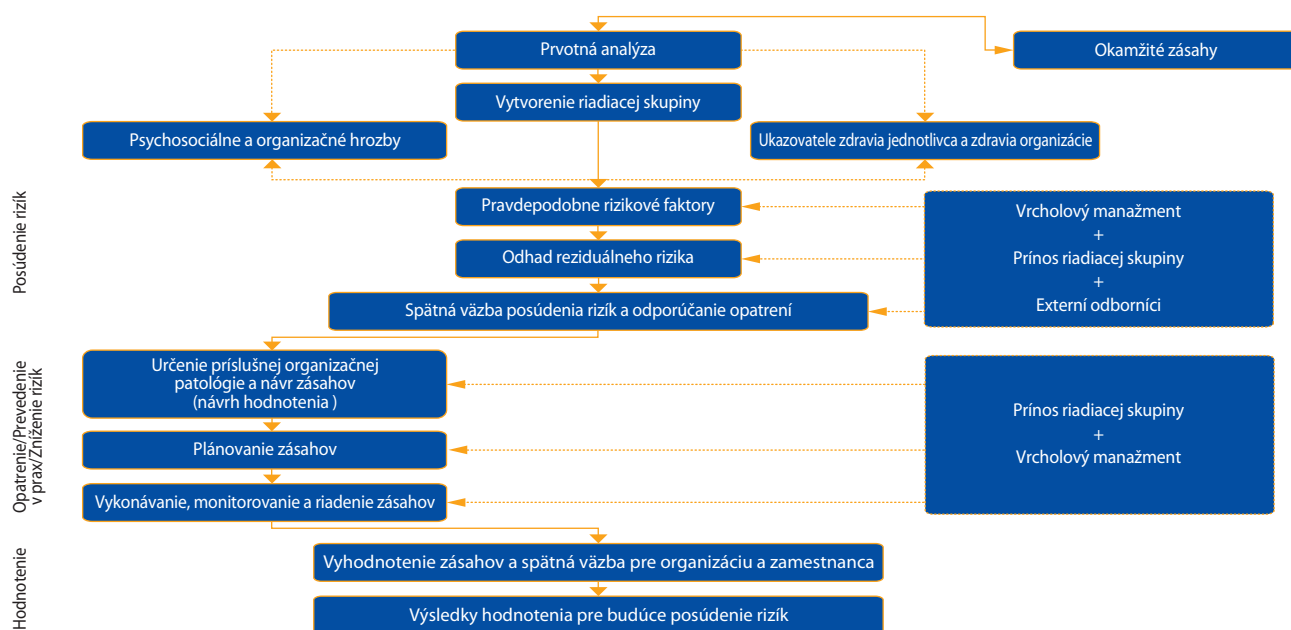 Prvotná analýza
Okamžité zásahy
Vytvorenie riadiacej skupiny
Psychosociálne a organizačné hrozby
Ukazovatele zdravia jednotlivca a zdravia organizácie
Posúdenie rizík
Pravdepodobne rizikové faktory
Odhad reziduálneho rizika
Spätná väzba posúdenia rizík a odporúčanie opatrení
Vrcholový manažment
+
Prínos riadiacej skupiny
+
Externí odborníci
Opatrenie/Prevedenie
v prax/Zníženie rizík
Určenie príslušnej organizačnej
patológie a návr zásahov
(návrh hodnotenia )
Plánovanie zásahov
Vykonávanie, monitorovanie a riadenie zásahov
Prínos riadiacej skupiny
+
Vrcholový manažment
Hodnotenie
Vyhodnotenie zásahov a spätná väzba pre organizáciu a zamestnanca
Výsledky hodnotenia pre budúce posúdenie rizík